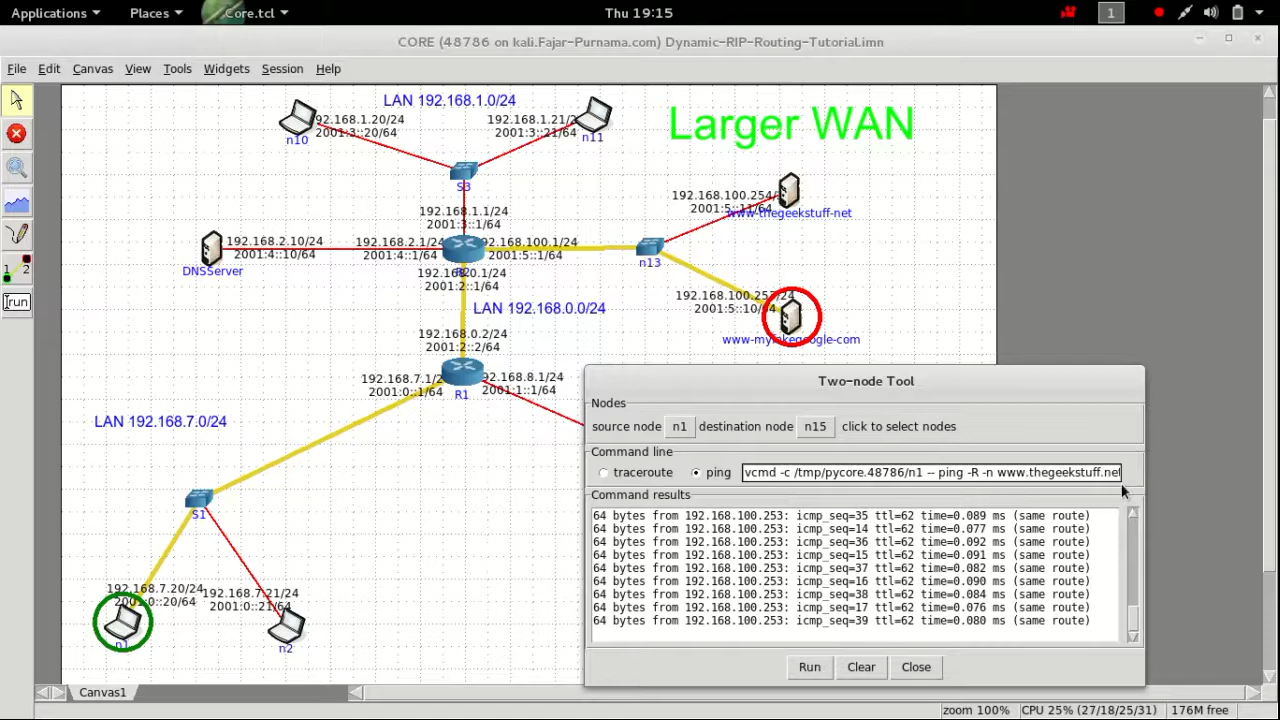 Applications
Places
Core.tcl
Thu 19:15
1
CORE (48786 on kali.Fajar-Purnama.com) Dynamic-RIP-Routing-TutorialImn
File Edit Canvas View Tools Widgets Session Help
LAN 192.168.1.0/24
Larger WAN
92.168.1.20/24
2001:3::20/64
n10
192.168.1.21/2
2001:3::21/64
n11
S3
192.168.1.1/24
2001:3::1/64
192.168.100.254/
2001:5::11/64
www-thegeekstuff-net
192.168.2.10/24
2001:4::10/64
DNSServer
192.168.2.1/24
2001:4::1/64
92.168.100.1/24
2001:5::1/64
n13
192.168.0.1/24
2001:2::1/64
LAN 192.168.0.0/24
192.168.100.253/24
2001:5::10/64
www-myfakegoogle-com
192.168.0.2/24
2001:2::2/64
192.168.7.1/2
2001:0::1/64
R1
92.168.8.1/24
2001:1::1/64
LAN 192.168.7.0/24
S1
192.168.7.20/24
2001:0::20/64
n1
192.168.7.21/24
2001:0::21/64
n2
1 2
run
Two-node Tool
Nodes
source node n1 destination node n15 click to select nodes
Command line
traceroute ping vcmd -c /tmp/pycore.48786/n1 -- ping -R -n www.thegeekstuff.net
Command results
64 bytes from 192.168.100.253: icmp_seq=35 ttl=62 time=0.089 ms (same route)
64 bytes from 192.168.100.253: icmp_seq=14 ttl=62 time=0.077 ms (same route)
64 bytes from 192.168.100.253: icmp_seq=36 ttl=62 time=0.092 ms (same route)
64 bytes from 192.168.100.253: icmp_seq=15 ttl=62 time=0.091 ms (same route)
64 bytes from 192.168.100.253: icmp_seq=37 ttl=62 time=0.082 ms (same route)
64 bytes from 192.168.100.253: icmp_seq=16 ttl=62 time=0.090 ms (same route)
64 bytes from 192.168.100.253: icmp_seq=38 ttl=62 time=0.084 ms (same route)
64 bytes from 192.168.100.253: icmp_seq=17 ttl=62 time=0.076 ms (same route)
64 bytes from 192.168.100.253: icmp_seq=39 ttl=62 time=0.080 ms (same route)
Run Clear Close
Canvas1
zoom 100% CPU 25% (27/18/25/31) 176M free